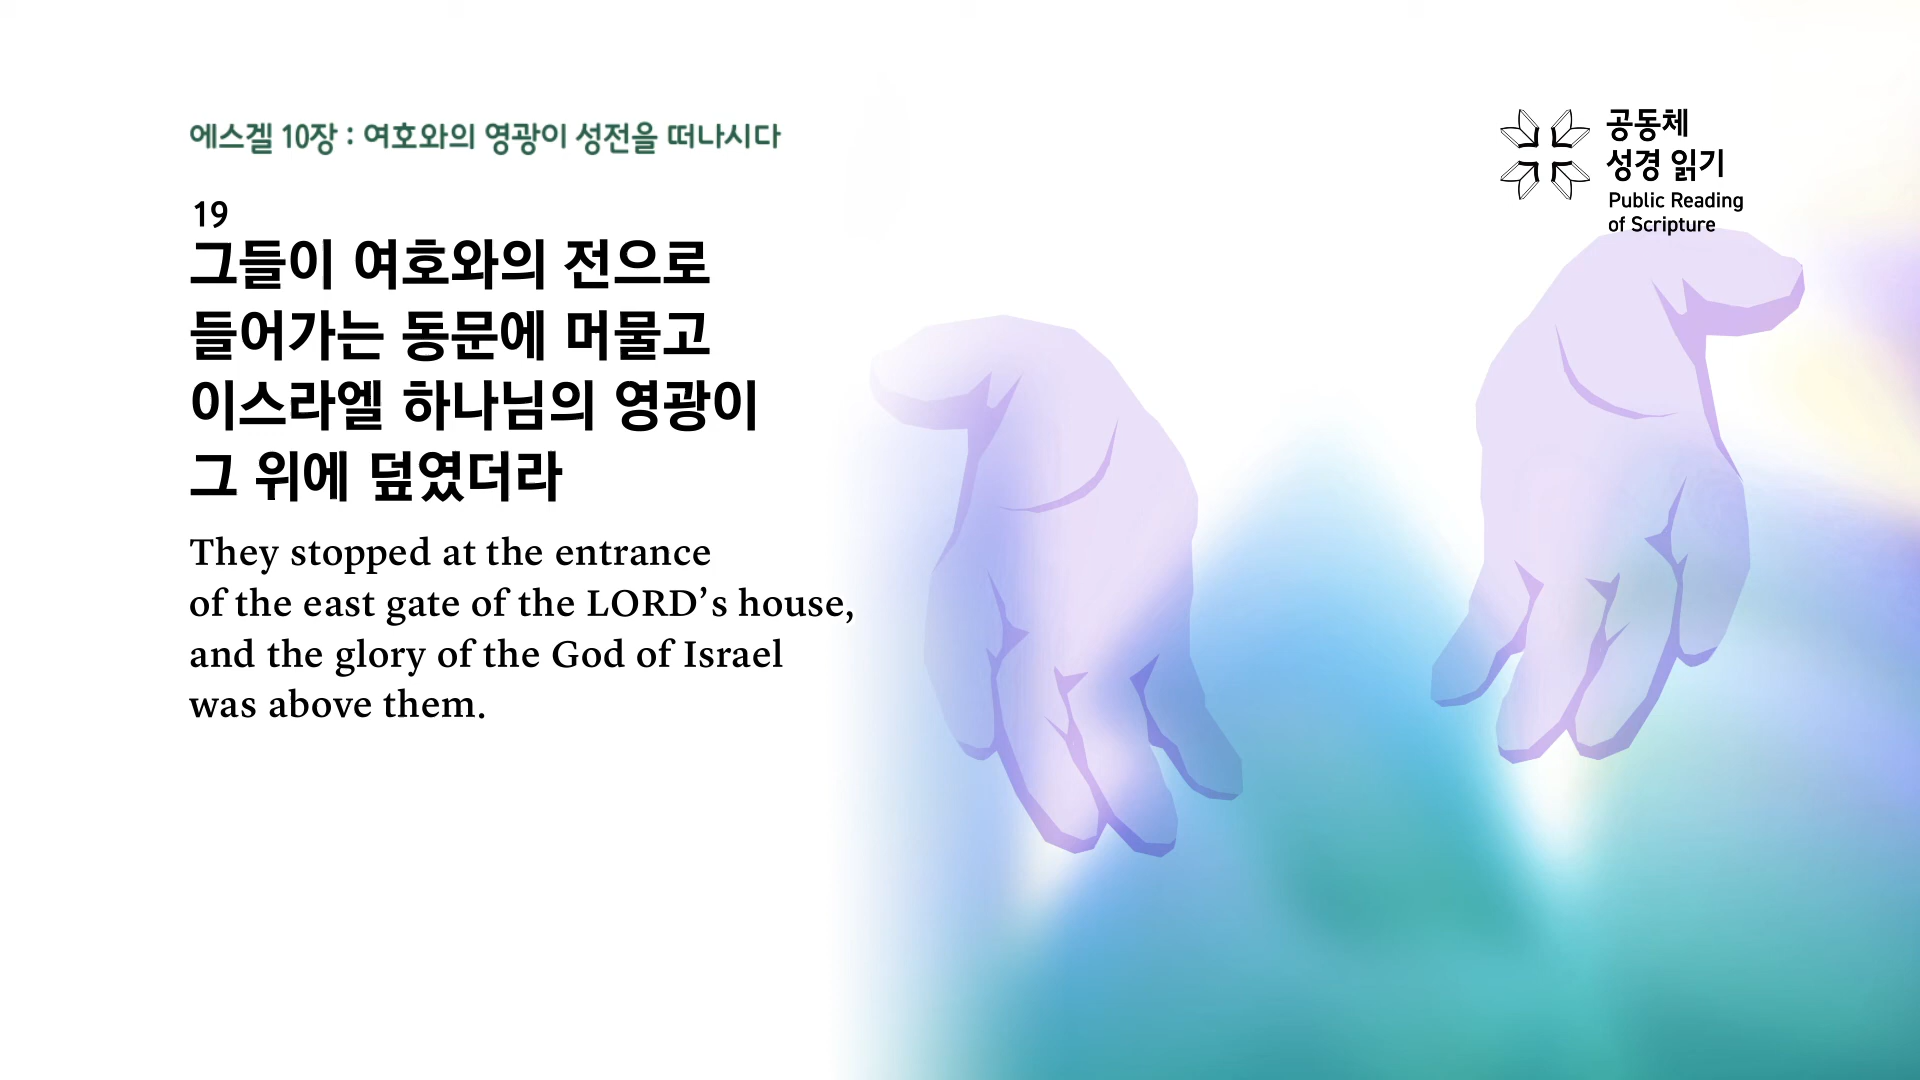 에스겔 10장 : 여호와의 영광이 성전을 떠나시다
19
그들이 여호와의 전으로
들어가는 동문에 머물고
이스라엘 하나님의 영광이
그 위에 덮였더라
They stopped at the entrance
of the east gate of the LORD’s house,
and the glory of the God of Israel
was above them.
공동체
성경 읽기
Public Reading
of Scripture